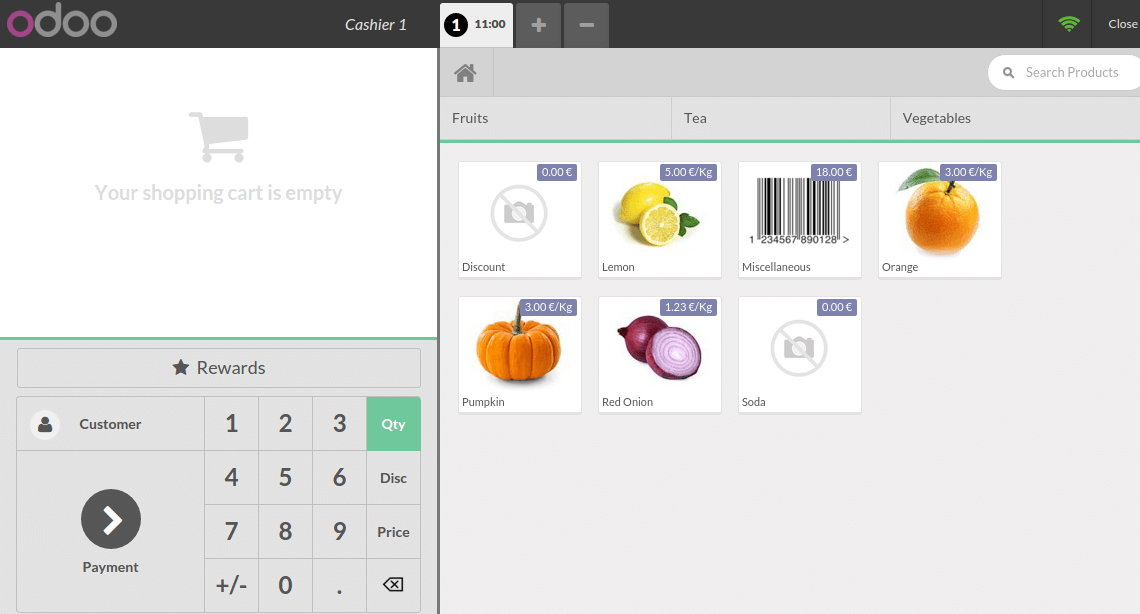 odoo
Cashier 1
1 11:00
+
−
Close
Search Products
Your shopping cart is empty
Fruits
Tea
Vegetables
0.00 €
Discount
5.00 €/Kg
Lemon
18.00 €
1 234567 890128 >
Miscellaneous
3.00 €/Kg
Orange
3.00 €/Kg
Pumpkin
1.23 €/Kg
Red Onion
0.00 €
Soda
Rewards
Customer
1 2 3 Qty
4 5 6 Disc
7 8 9 Price
Payment
+/- 0 .